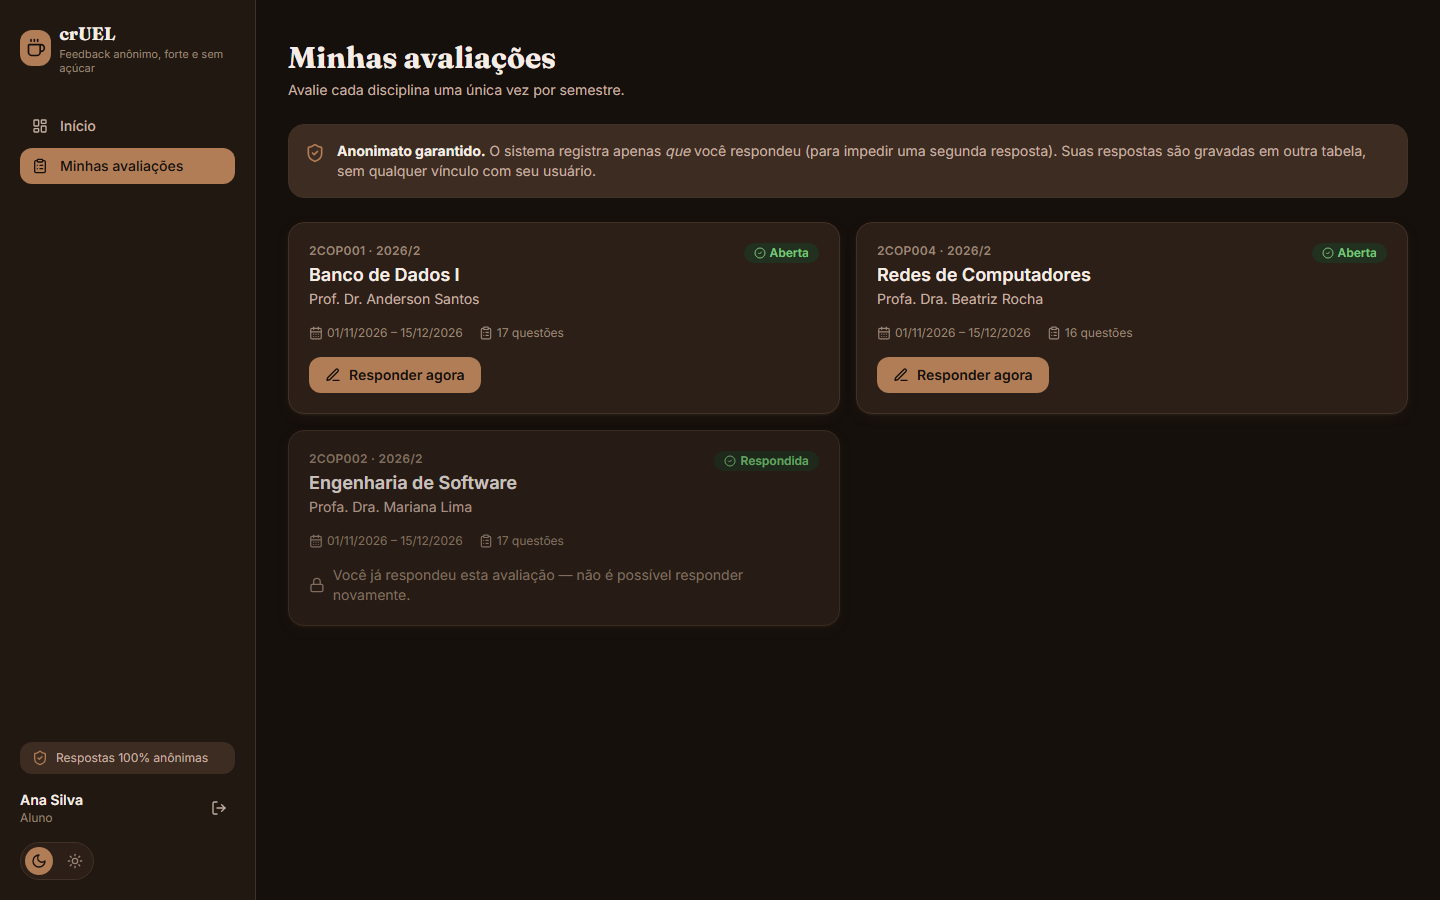 crUEL
Feedback anônimo, forte e sem
açúcar
Início
Minhas avaliações
Respostas 100% anônimas
Ana Silva
Aluno
Minhas avaliações
Avalie cada disciplina uma única vez por semestre.
Anonimato garantido. O sistema registra apenas que você respondeu (para impedir uma segunda resposta). Suas respostas são gravadas em outra tabela,
sem qualquer vínculo com seu usuário.
2COP001 · 2026/2
Aberta
Banco de Dados I
Prof. Dr. Anderson Santos
01/11/2026 – 15/12/2026
17 questões
Responder agora
2COP004 · 2026/2
Aberta
Redes de Computadores
Profa. Dra. Beatriz Rocha
01/11/2026 – 15/12/2026
16 questões
Responder agora
2COP002 · 2026/2
Respondida
Engenharia de Software
Profa. Dra. Mariana Lima
01/11/2026 – 15/12/2026
17 questões
Você já respondeu esta avaliação — não é possível responder
novamente.